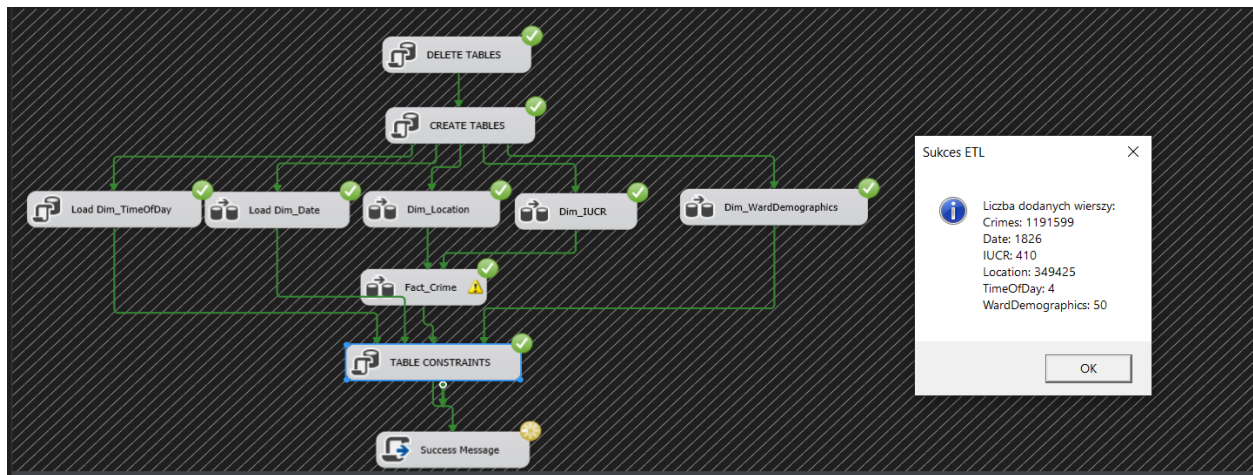 DELETE TABLES
CREATE TABLES
Load Dim_TimeOfDay
Load Dim_Date
Dim_Location
Dim_IUCR
Dim_WardDemographics
Fact_Crime
TABLE CONSTRAINTS
Success Message
Sukces ETL
Liczba dodanych wierszy:
Crimes: 1191599
Date: 1826
IUCR: 410
Location: 349425
TimeOfDay: 4
WardDemographics: 50
OK